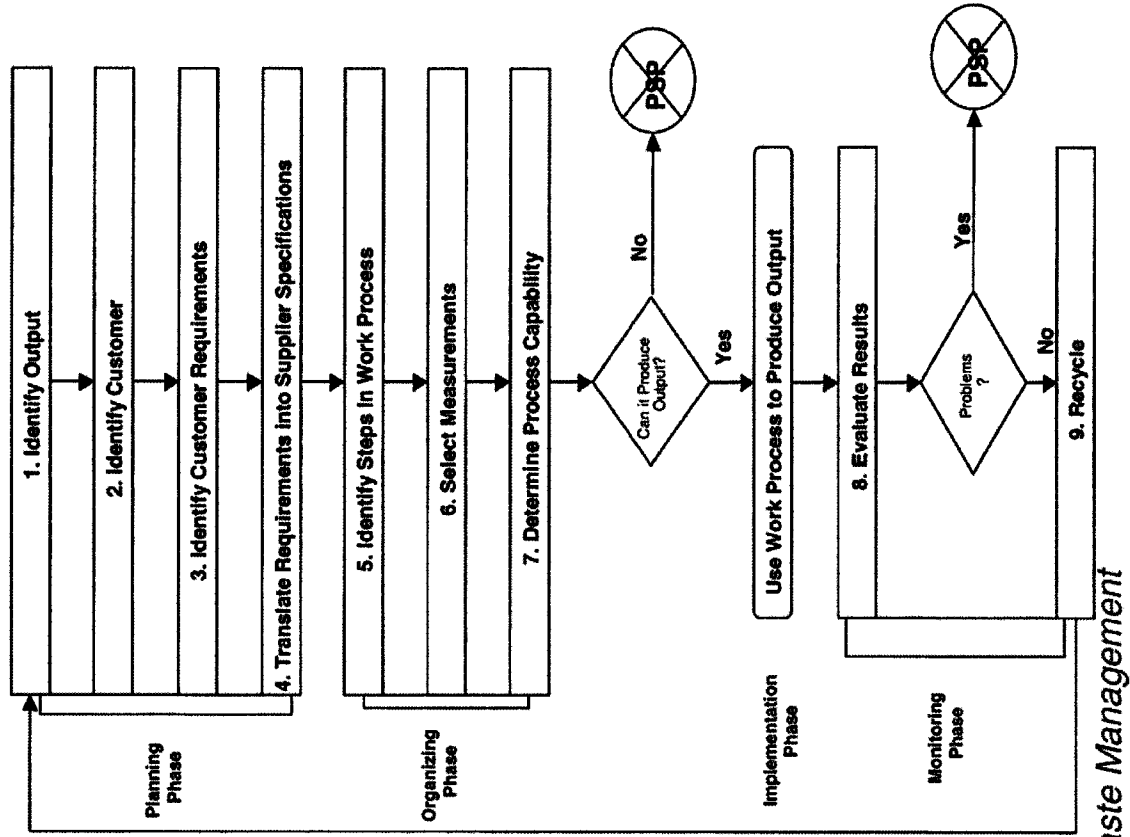 1. Identify Output
2. Identify Customer
3. Identify Customer Requirements
4. Translate Requirements into Supplier Specifications
Planning
Phase
5. Identify Steps in Work Process
6. Select Measurements
7. Determine Process Capability
Organizing
Phase
Can it Produce
Output?
No
PSP
Yes
Use Work Process to Produce Output
Implementation
Phase
8. Evaluate Results
Problems
?
Yes
PSP
No
9. Recycle
Monitoring
Phase
Management